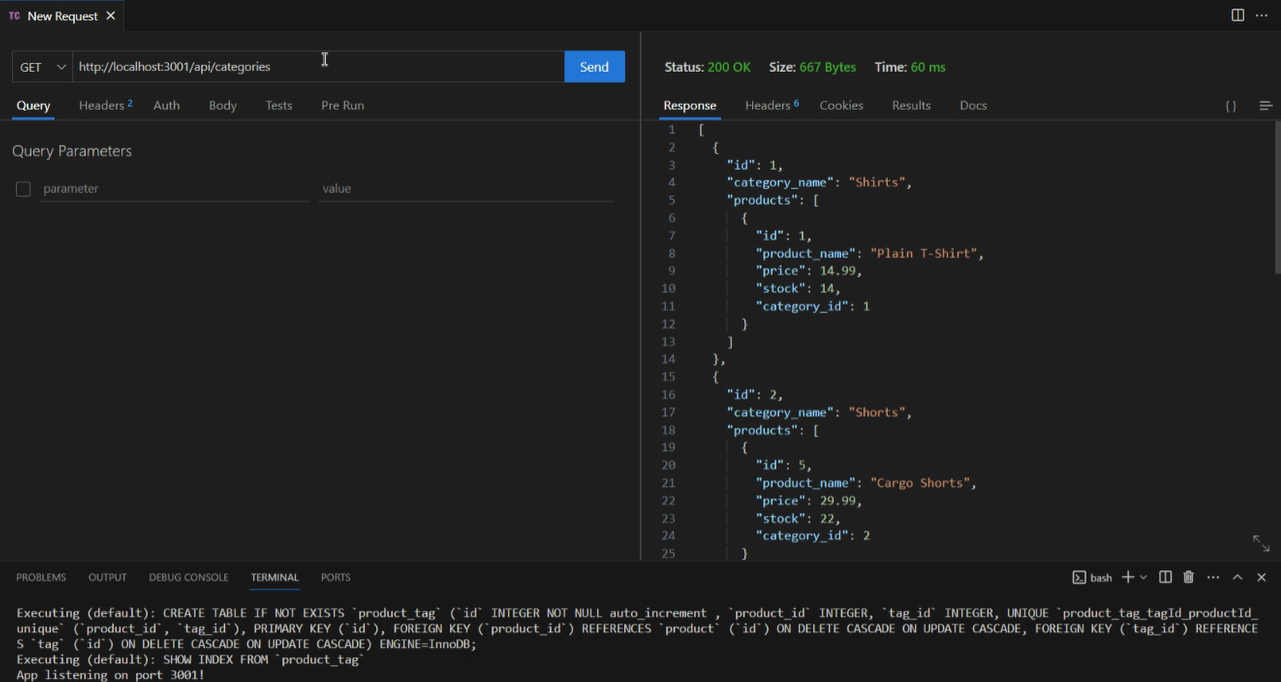 TC New Request
GET http://localhost:3001/api/categories Send
Query Headers 2 Auth Body Tests Pre Run
Query Parameters
parameter value
Status: 200 OK Size: 667 Bytes Time: 60 ms
Response Headers 6 Cookies Results Docs { }
1 [
2 {
3 "id": 1,
4 "category_name": "Shirts",
5 "products": [
6 {
7 "id": 1,
8 "product_name": "Plain T-Shirt",
9 "price": 14.99,
10 "stock": 14,
11 "category_id": 1
12 }
13 ]
14 },
15 {
16 "id": 2,
17 "category_name": "Shorts",
18 "products": [
19 {
20 "id": 5,
21 "product_name": "Cargo Shorts",
22 "price": 29.99,
23 "stock": 22,
24 "category_id": 2
25 }
PROBLEMS OUTPUT DEBUG CONSOLE TERMINAL PORTS bash
Executing (default): CREATE TABLE IF NOT EXISTS `product_tag` (`id` INTEGER NOT NULL auto_increment , `product_id` INTEGER, `tag_id` INTEGER, UNIQUE `product_tag_tagId_productId_
unique` (`product_id`, `tag_id`), PRIMARY KEY (`id`), FOREIGN KEY (`product_id`) REFERENCES `product` (`id`) ON DELETE CASCADE ON UPDATE CASCADE, FOREIGN KEY (`tag_id`) REFERENCE
S `tag` (`id`) ON DELETE CASCADE ON UPDATE CASCADE) ENGINE=InnoDB;
Executing (default): SHOW INDEX FROM `product_tag`
App listening on port 3001!